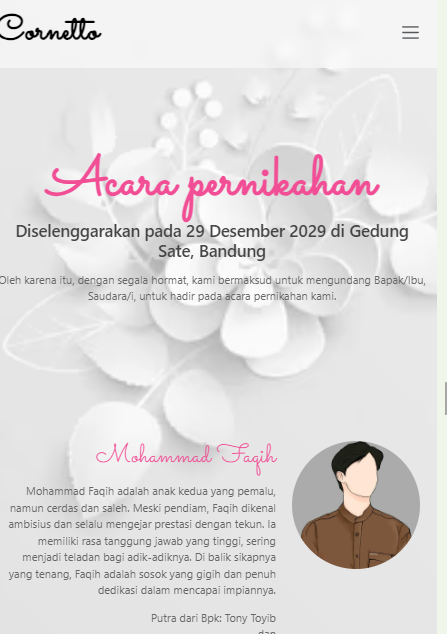 Cornetto
Acara pernikahan
Diselenggarakan pada 29 Desember 2029 di Gedung
Sate, Bandung
Oleh karena itu, dengan segala hormat, kami bermaksud untuk mengundang Bapak/Ibu,
Saudara/i, untuk hadir pada acara pernikahan kami.
Mohammad Faqih
Mohammad Faqih adalah anak kedua yang pemalu,
namun cerdas dan saleh. Meski pendiam, Faqih dikenal
ambisius dan selalu mengejar prestasi dengan tekun. Ia
memiliki rasa tanggung jawab yang tinggi, sering
menjadi teladan bagi adik-adiknya. Di balik sikapnya
yang tenang, Faqih adalah sosok yang gigih dan penuh
dedikasi dalam mencapai impiannya.
Putra dari Bpk: Tony Toyib
dan